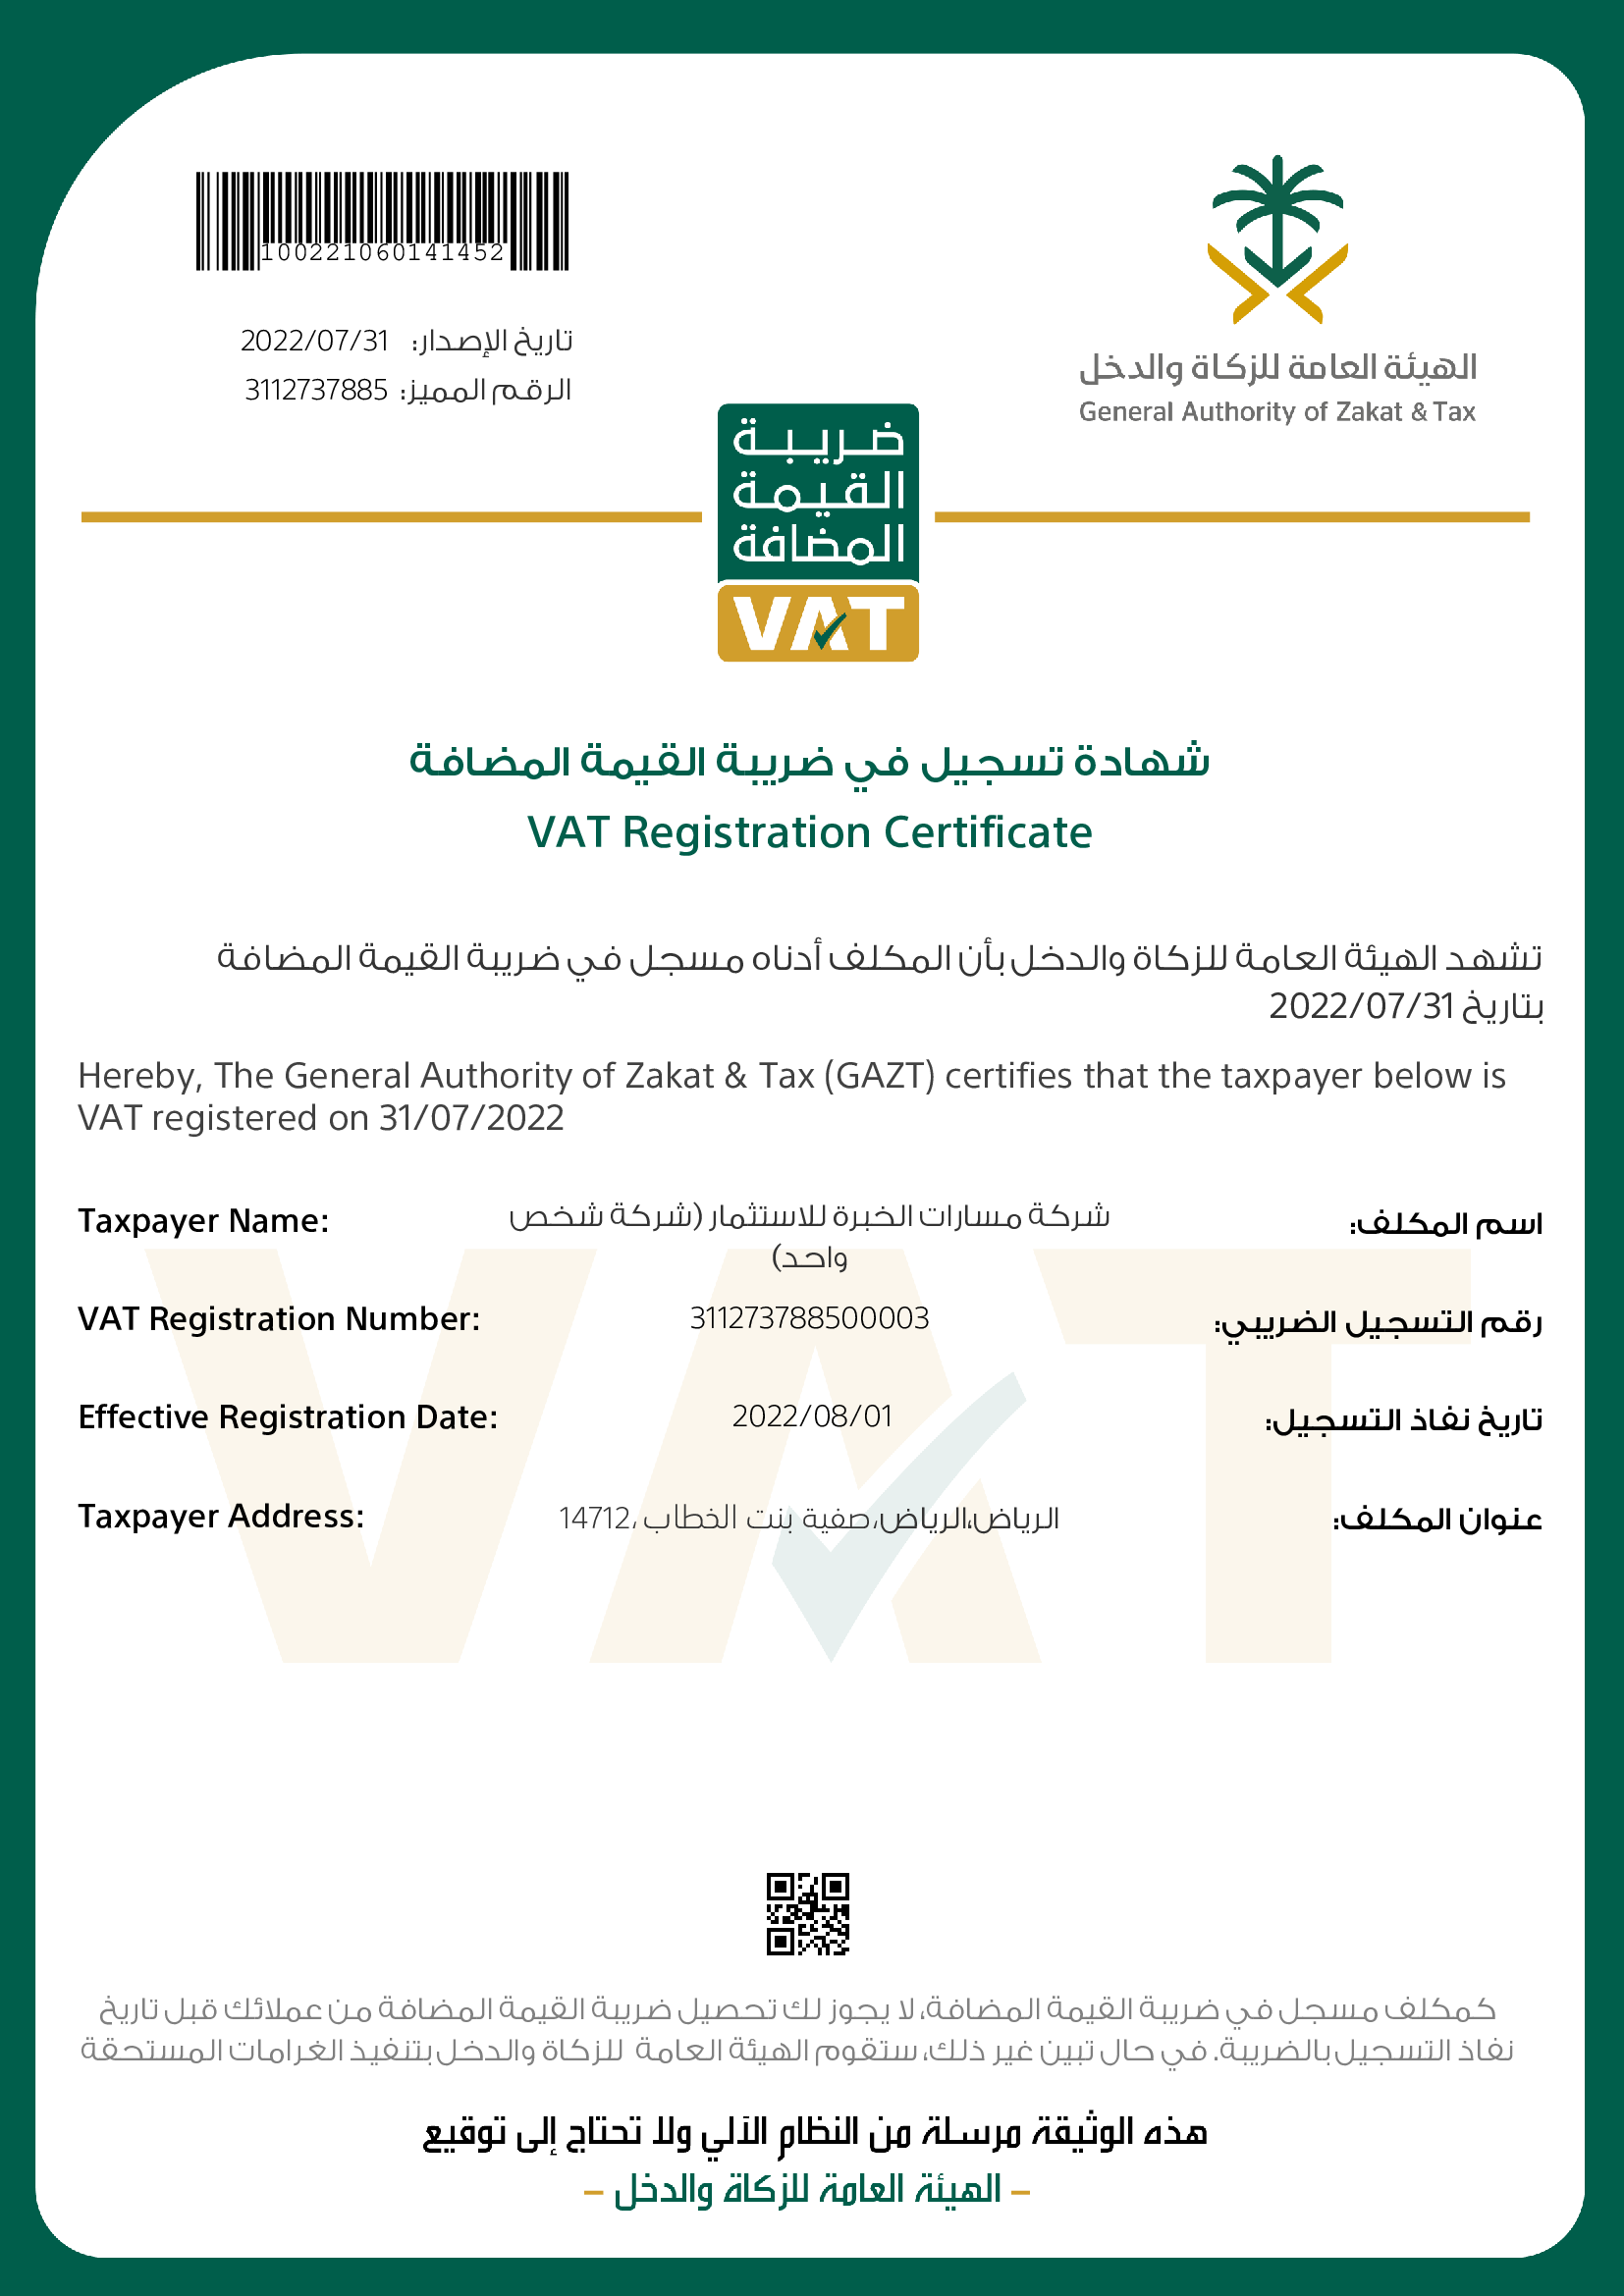 100221060141452
تاريخ الإصدار: 2022/07/31
الرقم المميز: 3112737885
الهيئة العامة للزكاة والدخل
General Authority of Zakat & Tax
ضريبة
القيمة
المضافة
VAT
شهادة تسجيل في ضريبة القيمة المضافة
VAT Registration Certificate
تشهد الهيئة العامة للزكاة والدخل بأن المكلف أدناه مسجل في ضريبة القيمة المضافة
بتاريخ 2022/07/31
Hereby, The General Authority of Zakat & Tax (GAZT) certifies that the taxpayer below is
VAT registered on 31/07/2022
Taxpayer Name: شركة مسارات الخبرة للاستثمار (شركة شخص اسم المكلف:
واحد)
VAT Registration Number: 311273788500003 رقم التسجيل الضريبي:
Effective Registration Date: 2022/08/01 تاريخ نفاذ التسجيل:
Taxpayer Address: الرياض،الرياض،صفية بنت الخطاب ،14712 عنوان المكلف:
VAT
كمكلف مسجل في ضريبة القيمة المضافة، لا يجوز لك تحصيل ضريبة القيمة المضافة من عملائك قبل تاريخ
نفاذ التسجيل بالضريبة. في حال تبين غير ذلك، ستقوم الهيئة العامة للزكاة والدخل بتنفيذ الغرامات المستحقة
هذه الوثيقة مرسلة من النظام الآلي ولا تحتاج إلى توقيع
– الهيئة العامة للزكاة والدخل –